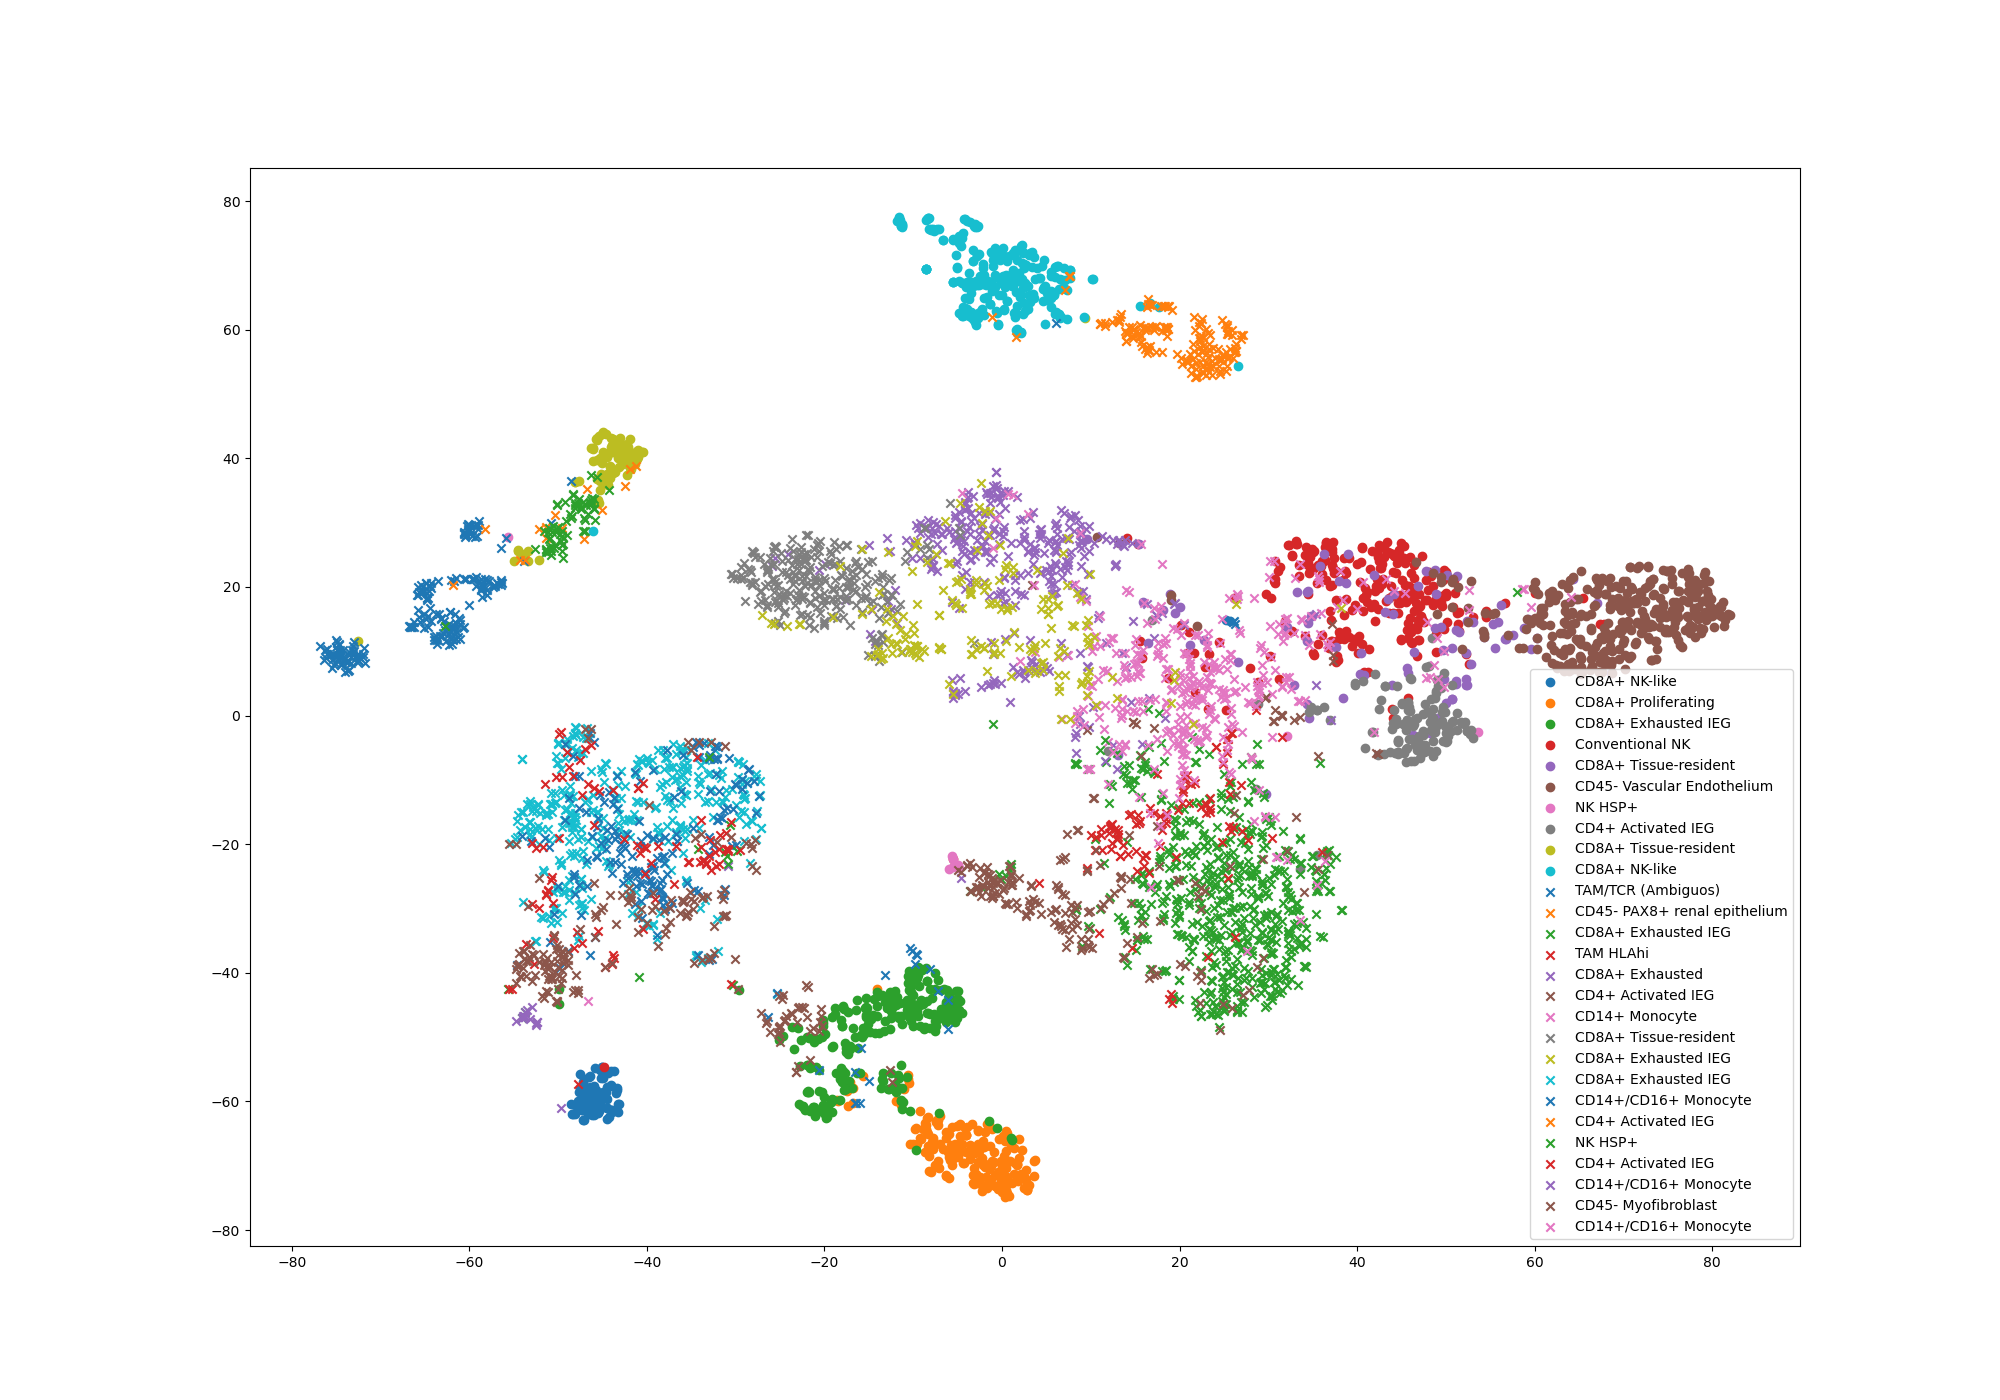 80
60
40
20
0
−20
−40
−60
−80
−80
−60
−40
−20
0
20
40
60
80
CD8A+ NK-like
CD8A+ Proliferating
CD8A+ Exhausted IEG
Conventional NK
CD8A+ Tissue-resident
CD45- Vascular Endothelium
NK HSP+
CD4+ Activated IEG
CD8A+ Tissue-resident
CD8A+ NK-like
TAM/TCR (Ambiguos)
CD45- PAX8+ renal epithelium
CD8A+ Exhausted IEG
TAM HLAhi
CD8A+ Exhausted
CD4+ Activated IEG
CD14+ Monocyte
CD8A+ Tissue-resident
CD8A+ Exhausted IEG
CD8A+ Exhausted IEG
CD14+/CD16+ Monocyte
CD4+ Activated IEG
NK HSP+
CD4+ Activated IEG
CD14+/CD16+ Monocyte
CD45- Myofibroblast
CD14+/CD16+ Monocyte